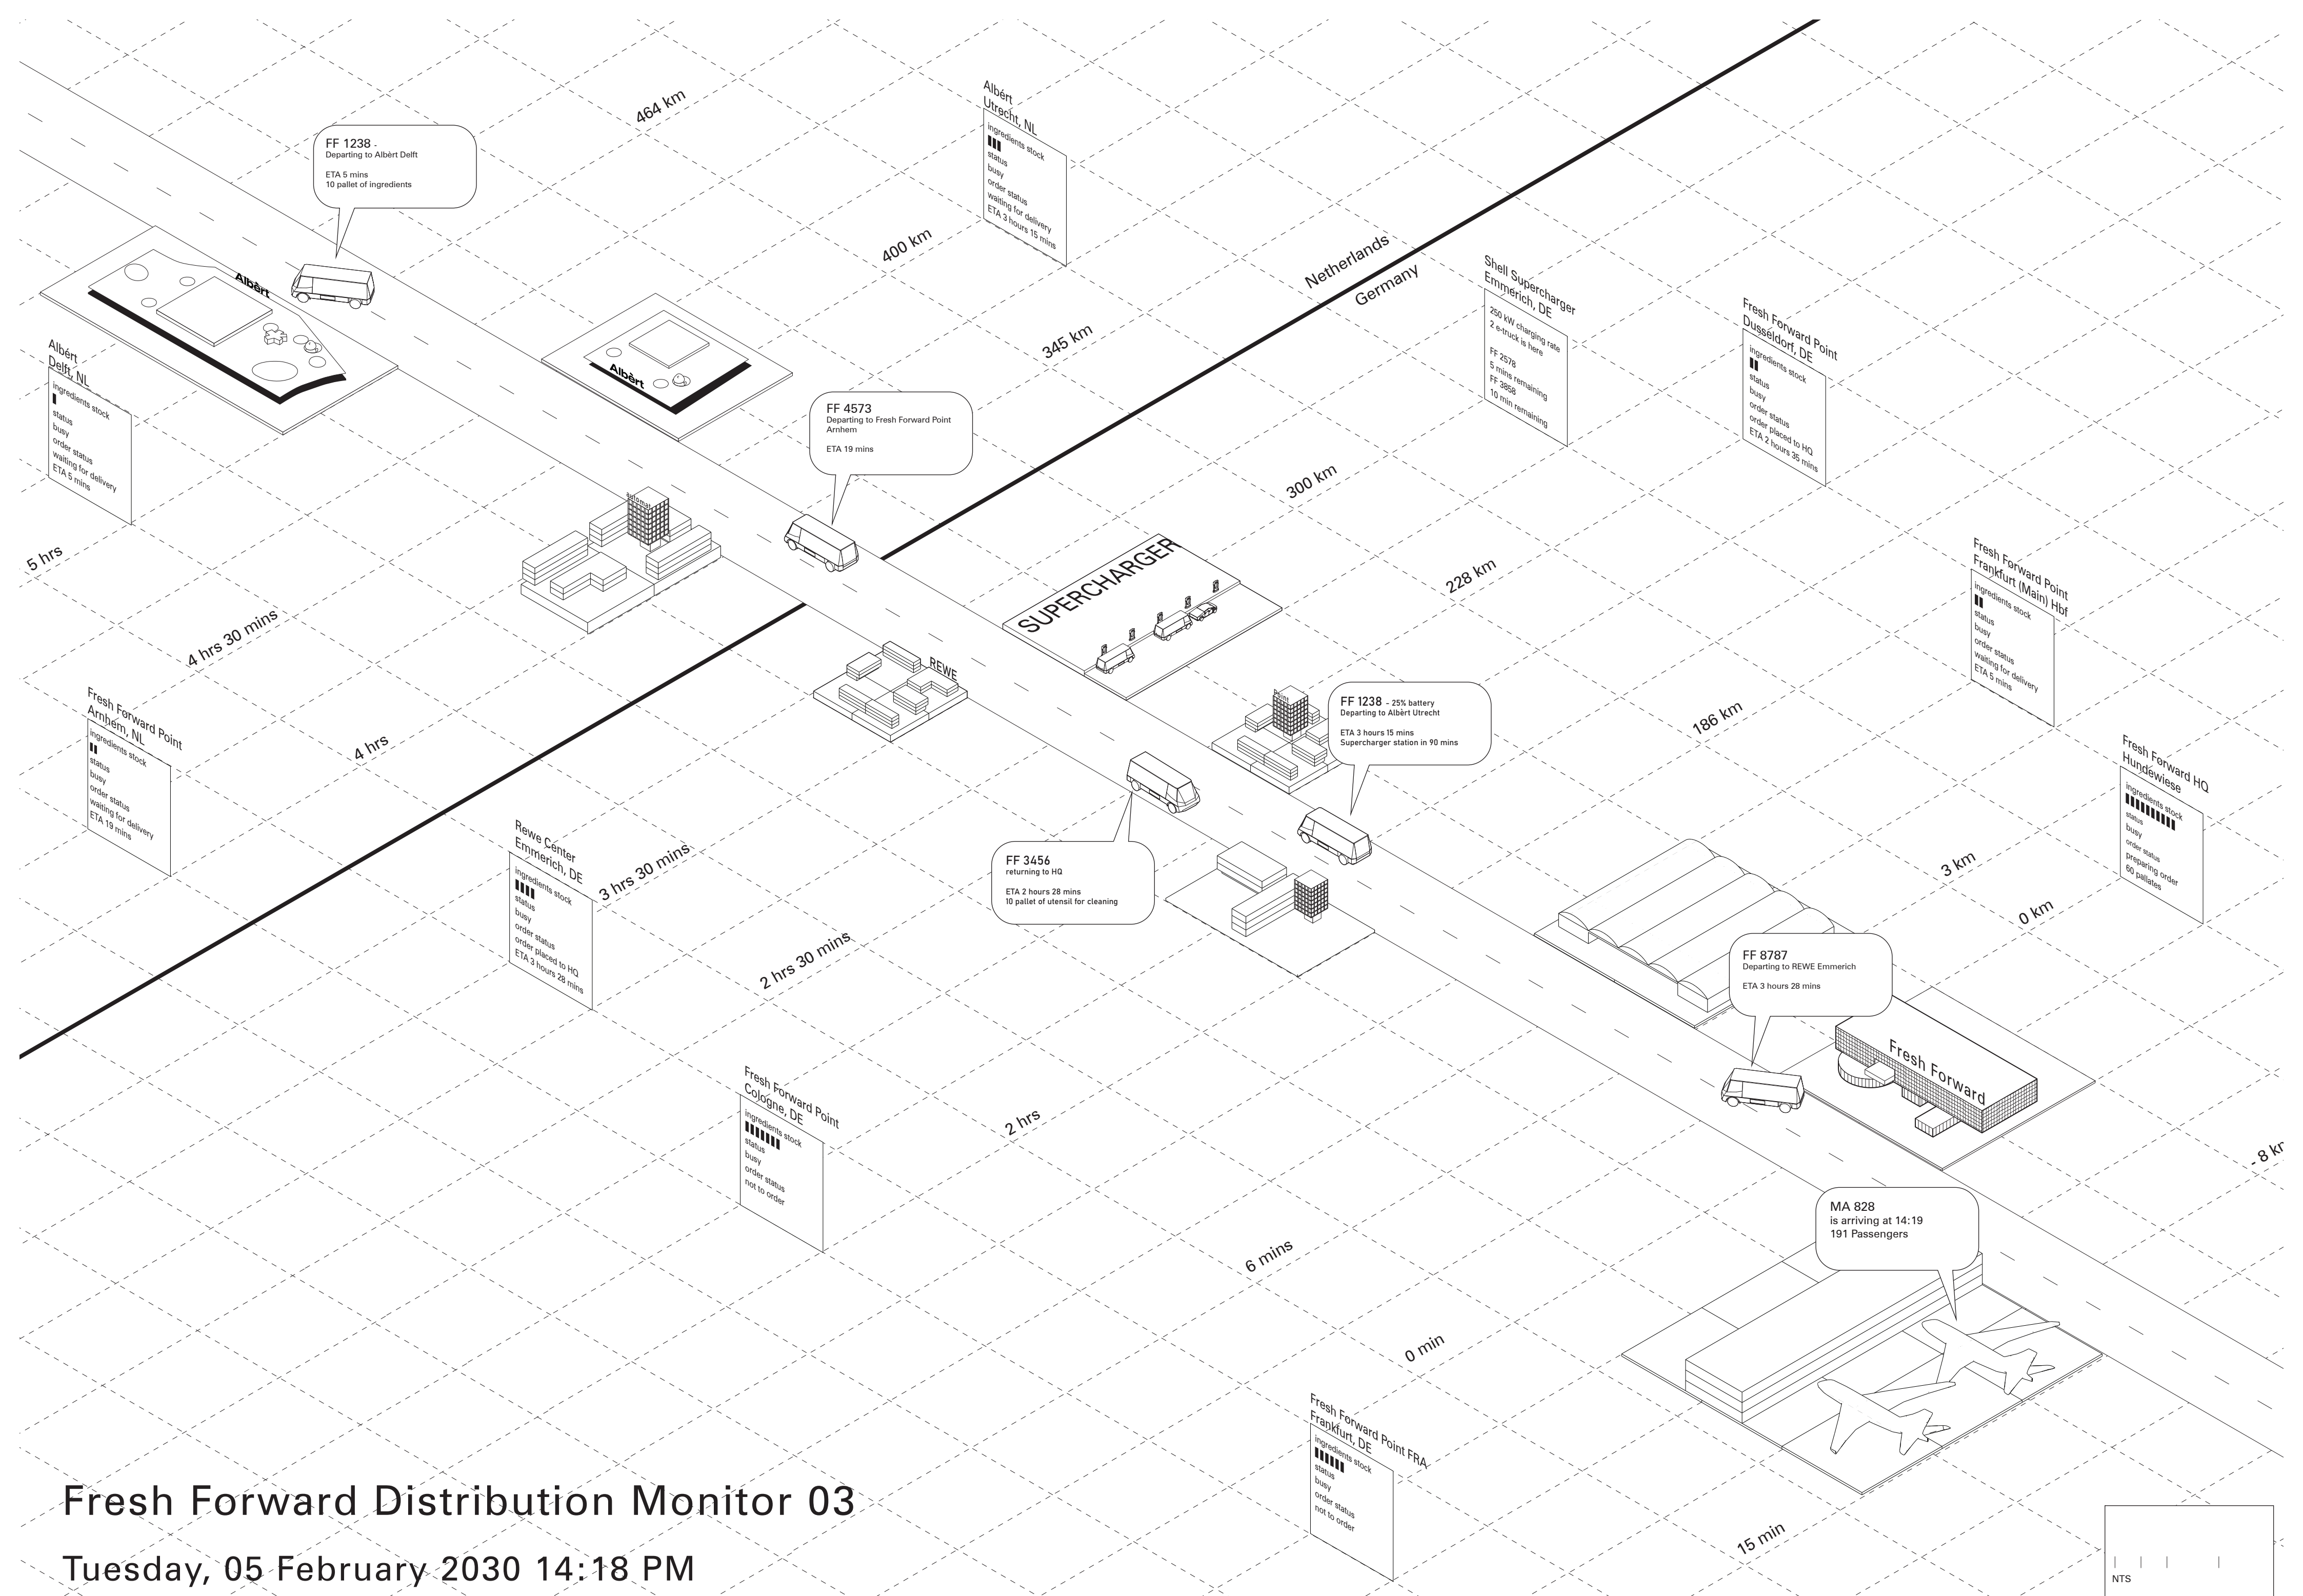 464 km
Albért
Utrecht, NL
ingredients stock
status
busy
order status
waiting for delivery
ETA 3 hours 15 mins
FF 1238 -
Departing to Albèrt Delft
ETA 5 mins
10 pallet of ingredients
400 km
Netherlands
Germany
Albèrt
Albért
Delft, NL
ingredients stock
status
busy
order status
waiting for delivery
ETA 5 mins
Albèrt
345 km
Shell Supercharger
Emmerich, DE
250 kW charging rate
2 e-truck is here
FF 2578
5 mins remaining
FF 3858
10 min remaining
Fresh Forward Point
Dusseldorf, DE
ingredients stock
status
busy
order status
order placed to HQ
ETA 2 hours 35 mins
FF 4573
Departing to Fresh Forward Point
Arnhem
ETA 19 mins
300 km
automat
5 hrs
SUPERCHARGER
228 km
Fresh Forward Point
Frankfurt (Main) Hbf
ingredients stock
status
busy
order status
waiting for delivery
ETA 5 mins
4 hrs 30 mins
REWE
Point
FF 1238 - 25% battery
Departing to Albèrt Utrecht
ETA 3 hours 15 mins
Supercharger station in 90 mins
186 km
Fresh Forward Point
Arnhem, NL
ingredients stock
status
busy
order status
waiting for delivery
ETA 19 mins
4 hrs
Fresh Forward HQ
Hundewiese
ingredients stock
status
busy
order status
preparing order
60 pallates
Rewe Center
Emmerich, DE
ingredients stock
status
busy
order status
order placed to HQ
ETA 3 hours 28 mins
3 hrs 30 mins
FF 3456
returning to HQ
ETA 2 hours 28 mins
10 pallet of utensil for cleaning
3 km
0 km
2 hrs 30 mins
FF 8787
Departing to REWE Emmerich
ETA 3 hours 28 mins
Fresh Forward
Fresh Forward Point
Cologne, DE
ingredients stock
status
busy
order status
not to order
2 hrs
- 8 km
MA 828
is arriving at 14:19
191 Passengers
6 mins
0 min
Fresh Forward Point FRA
Frankfurt, DE
ingredients stock
status
busy
order status
not to order
15 min
Fresh Forward Distribution Monitor 03
Tuesday, 05 February 2030 14:18 PM
NTS